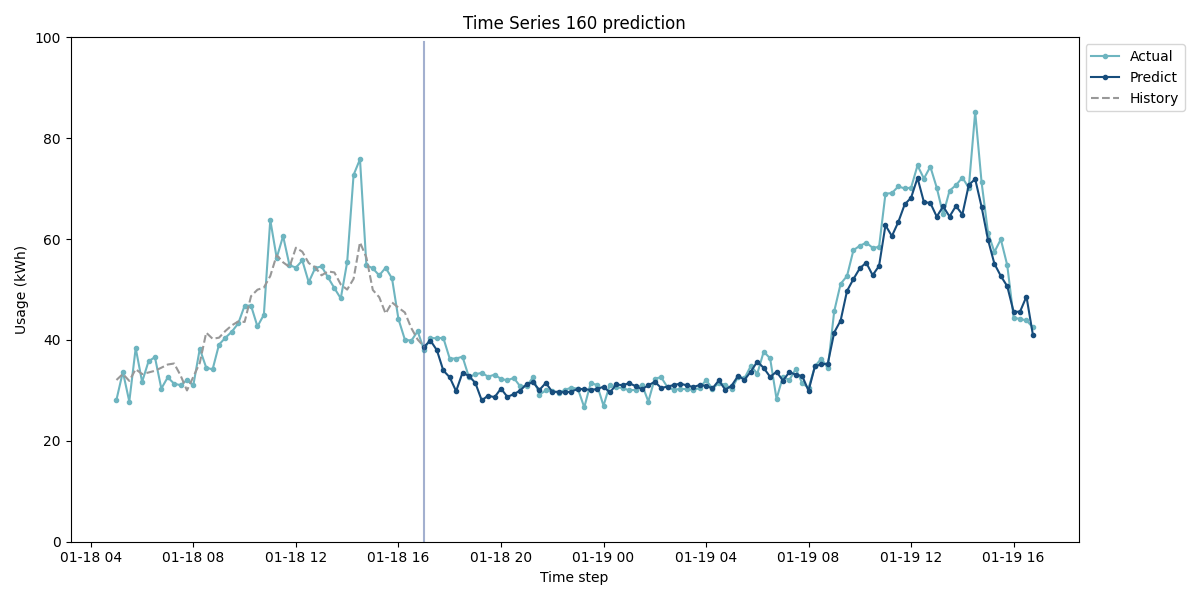 Time Series 160 prediction
Usage (kWh)
100
80
60
40
20
0
01-18 04
01-18 08
01-18 12
01-18 16
01-18 20
01-19 00
01-19 04
01-19 08
01-19 12
01-19 16
Time step
Actual
Predict
History